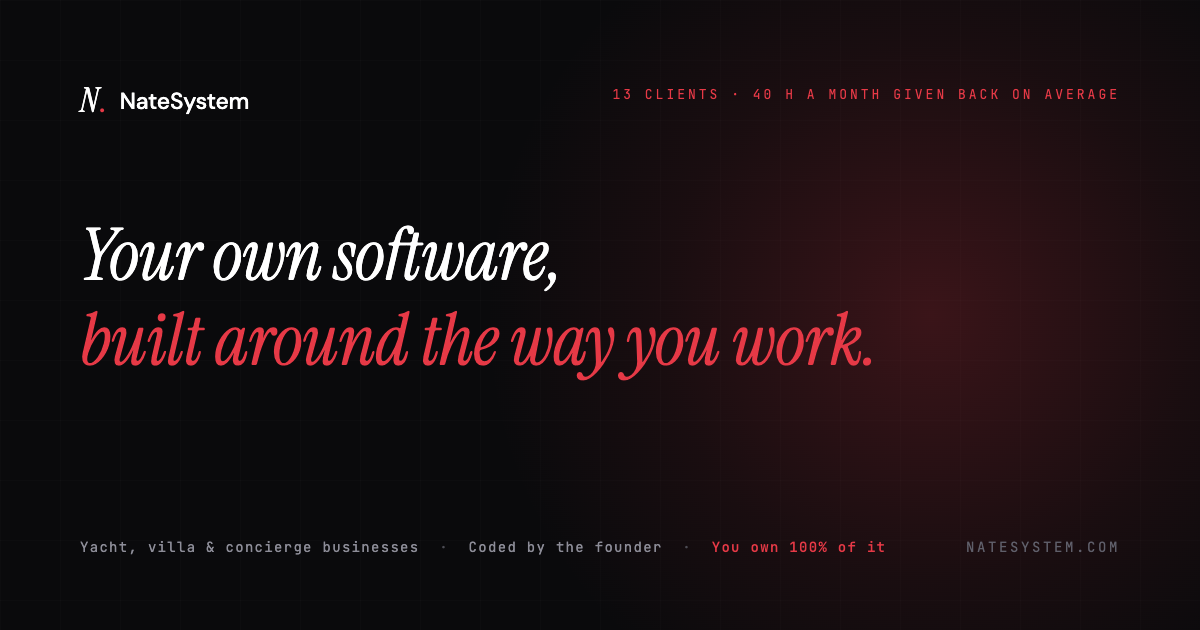 N. NateSystem
13 CLIENTS · 40 H A MONTH GIVEN BACK ON AVERAGE
Your own software,
built around the way you work.
Yacht, villa & concierge businesses · Coded by the founder · You own 100% of it
NATESYSTEM.COM